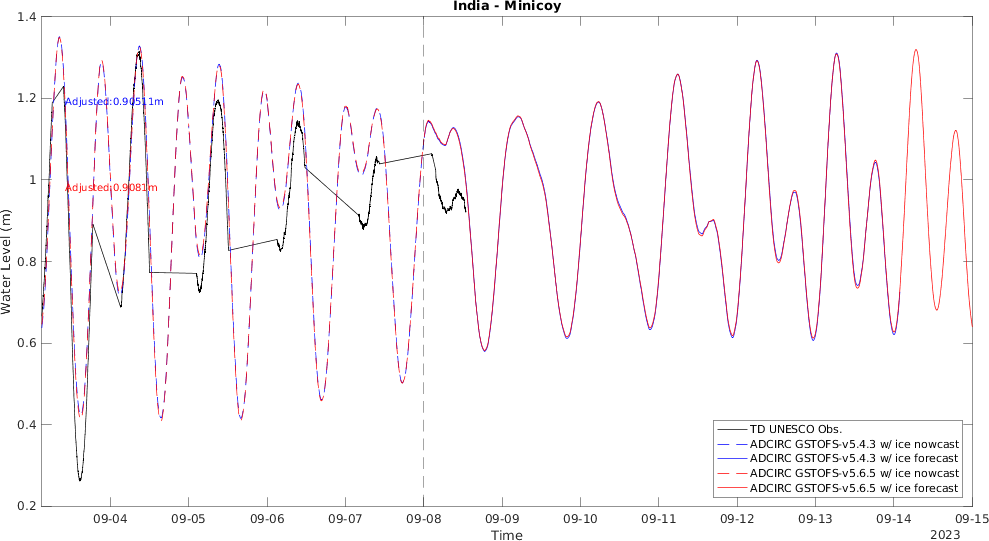 India - Minicoy
Water Level (m)
1.4
1.2
1
0.8
0.6
0.4
0.2
Adjusted:0.90511m
Adjusted:0.9081m
TD UNESCO Obs.
ADCIRC GSTOFS-v5.4.3 w/ ice nowcast
ADCIRC GSTOFS-v5.4.3 w/ ice forecast
ADCIRC GSTOFS-v5.6.5 w/ ice nowcast
ADCIRC GSTOFS-v5.6.5 w/ ice forecast
09-04 09-05 09-06 09-07 09-08 09-09 09-10 09-11 09-12 09-13 09-14 09-15
Time
2023